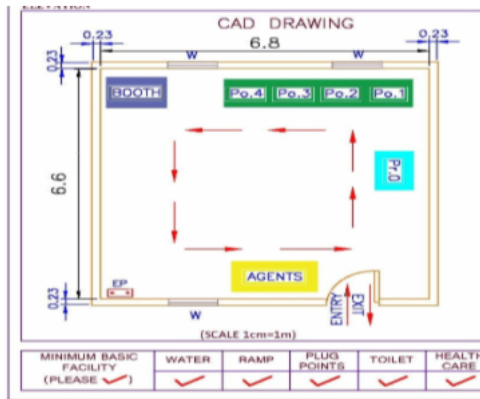 CAD DRAWING
0.23
6.8
0.23
W
W
0.23
BOOTH
Po.4
Po.3
Po.2
Po.1
Pr.0
6.6
EP
AGENTS
0.23
W
ENTRY
EXIT
(SCALE 1cm=1m)
MINIMUM BASIC
FACILITY
(PLEASE ✓)
WATER
RAMP
PLUG
POINTS
TOILET
HEALTH
CARE